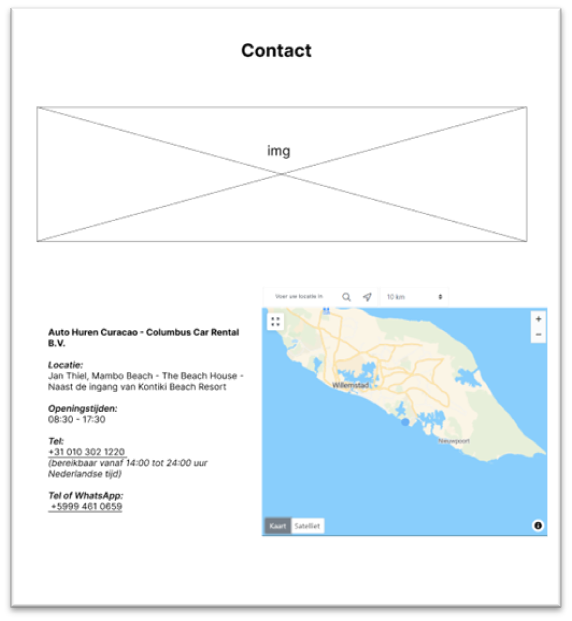 Contact
img
Voer uw locatie in
10 km
Auto Huren Curacao - Columbus Car Rental
B.V.
Locatie:
Jan Thiel, Mambo Beach - The Beach House -
Naast de ingang van Kontiki Beach Resort
Openingstijden:
08:30 - 17:30
Tel:
+31 010 302 1220
(bereikbaar vanaf 14:00 tot 24:00 uur
Nederlandse tijd)
Tel of WhatsApp:
+5999 461 0659
+
−
Willemstad
Nieuwpoort
Kaart
Satelliet